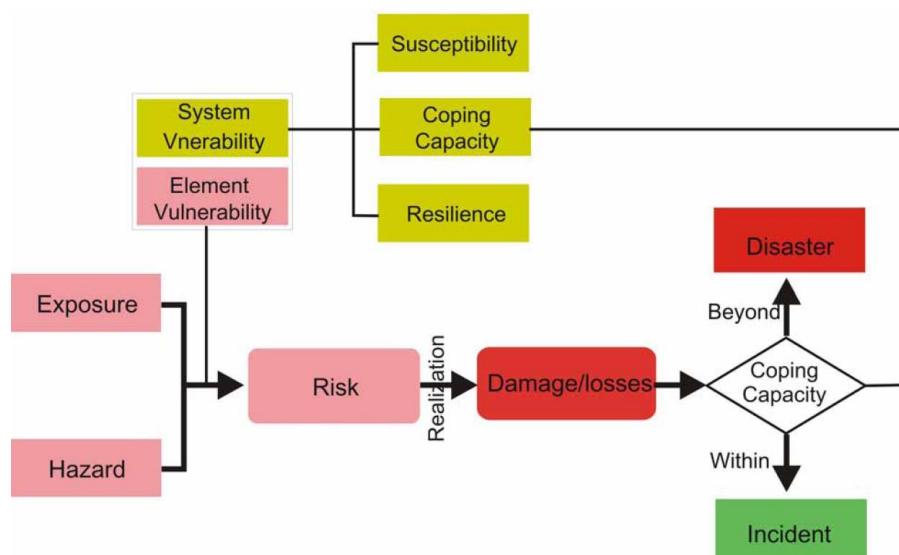 Susceptibility
System
Vnerability
Coping
Capacity
Element
Vulnerability
Resilience
Disaster
Exposure
Beyond
Risk
Realization
Damage/losses
Coping
Capacity
Hazard
Within
Incident